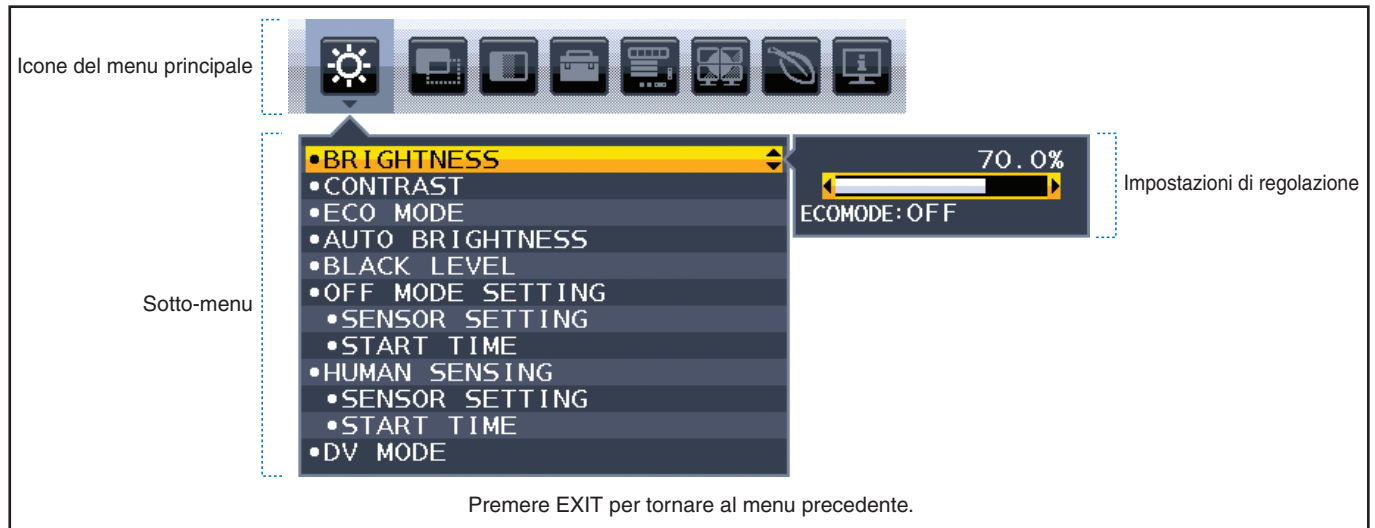 Icone del menu principale
•BRIGHTNESS
•CONTRAST
•ECO MODE
•AUTO BRIGHTNESS
•BLACK LEVEL
•OFF MODE SETTING
•SENSOR SETTING
•START TIME
•HUMAN SENSING
•SENSOR SETTING
•START TIME
•DV MODE
70.0%
ECOMODE:OFF
Impostazioni di regolazione
Sotto-menu
Premere EXIT per tornare al menu precedente.